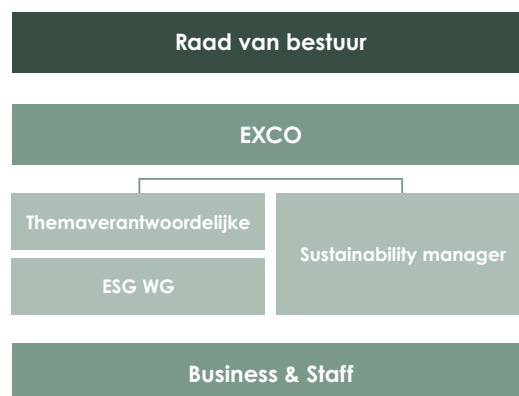 Raad van bestuur
EXCO
Themaverantwoordelijke
Sustainability manager
ESG WG
Business & Staff